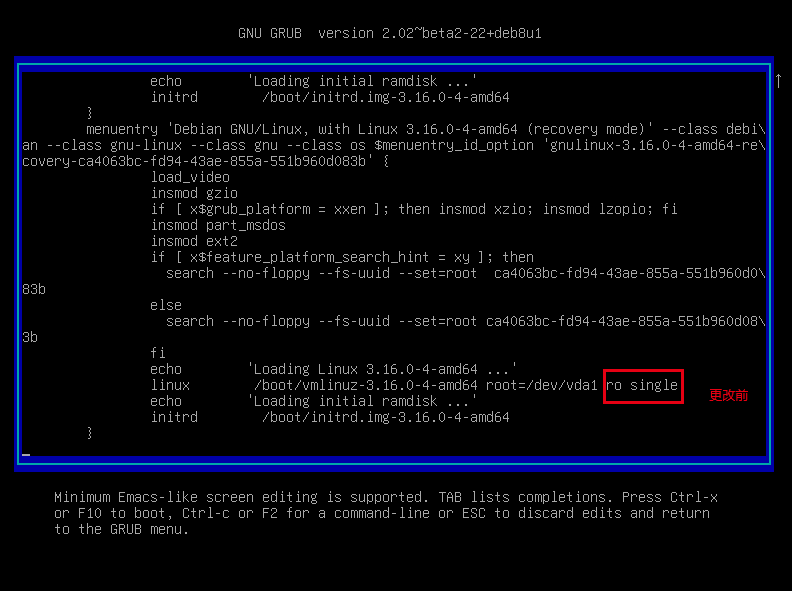 GNU GRUB  version 2.02~beta2-22+deb8u1
↑
                echo        'Loading initial ramdisk ...'
                initrd        /boot/initrd.img-3.16.0-4-amd64
        }
        menuentry 'Debian GNU/Linux, with Linux 3.16.0-4-amd64 (recovery mode)' --class debi\
an --class gnu-linux --class gnu --class os $menuentry_id_option 'gnulinux-3.16.0-4-amd64-re\
covery-ca4063bc-fd94-43ae-855a-551b960d083b' {
                load_video
                insmod gzio
                if [ x$grub_platform = xxen ]; then insmod xzio; insmod lzopio; fi
                insmod part_msdos
                insmod ext2
                if [ x$feature_platform_search_hint = xy ]; then
                  search --no-floppy --fs-uuid --set=root  ca4063bc-fd94-43ae-855a-551b960d0\
83b
                else
                  search --no-floppy --fs-uuid --set=root ca4063bc-fd94-43ae-855a-551b960d08\
3b
                fi
                echo        'Loading Linux 3.16.0-4-amd64 ...'
                linux        /boot/vmlinuz-3.16.0-4-amd64 root=/dev/vda1 ro single
更改前
                echo        'Loading initial ramdisk ...'
                initrd        /boot/initrd.img-3.16.0-4-amd64
        }
Minimum Emacs-like screen editing is supported. TAB lists completions. Press Ctrl-x
or F10 to boot, Ctrl-c or F2 for a command-line or ESC to discard edits and return
to the GRUB menu.